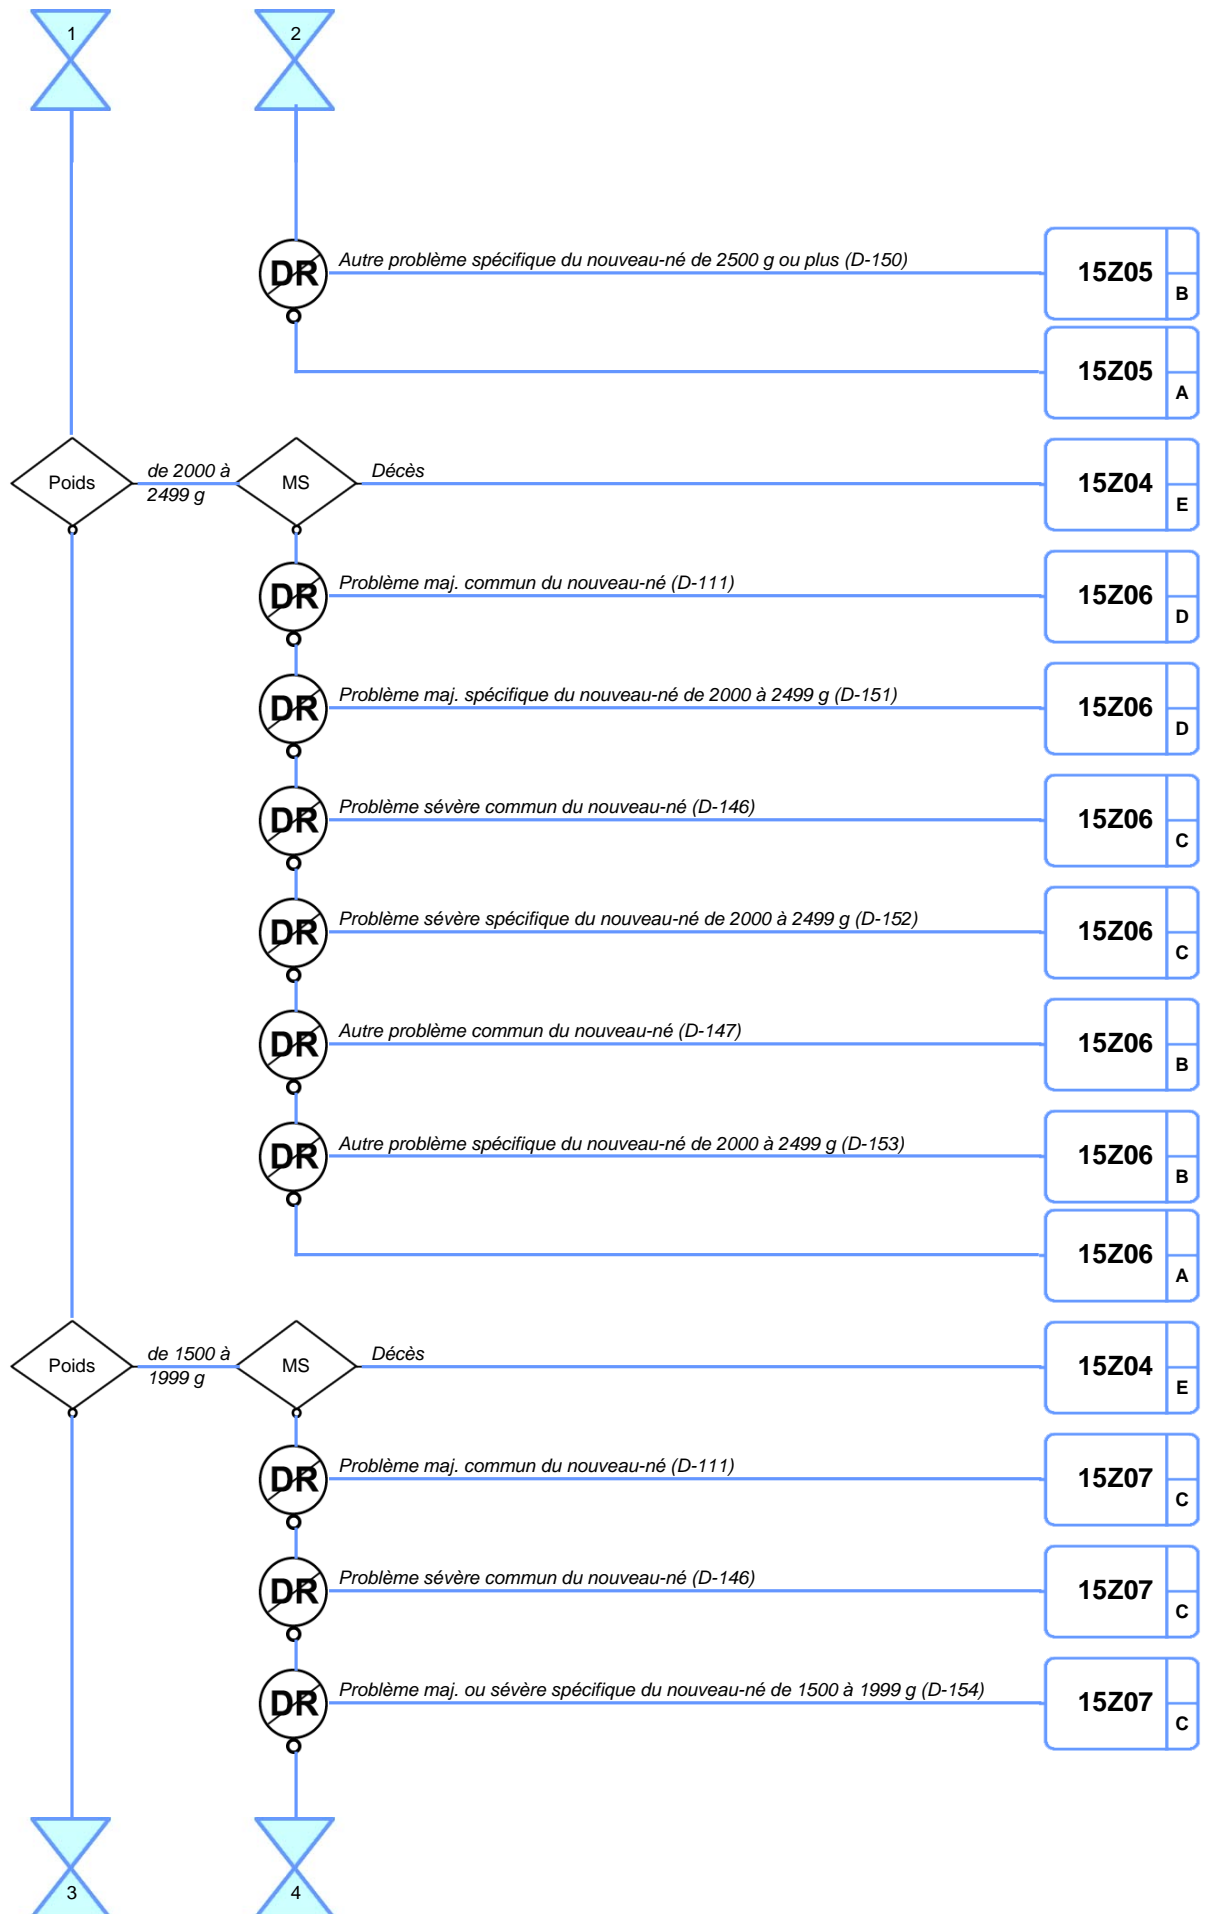 1
2
DR
Autre problème spécifique du nouveau-né de 2500 g ou plus (D-150)
15Z05
B
15Z05
A
Poids
de 2000 à
2499 g
MS
Décès
15Z04
E
DR
Problème maj. commun du nouveau-né (D-111)
15Z06
D
DR
Problème maj. spécifique du nouveau-né de 2000 à 2499 g (D-151)
15Z06
D
DR
Problème sévère commun du nouveau-né (D-146)
15Z06
C
DR
Problème sévère spécifique du nouveau-né de 2000 à 2499 g (D-152)
15Z06
C
DR
Autre problème commun du nouveau-né (D-147)
15Z06
B
DR
Autre problème spécifique du nouveau-né de 2000 à 2499 g (D-153)
15Z06
B
15Z06
A
Poids
de 1500 à
1999 g
MS
Décès
15Z04
E
DR
Problème maj. commun du nouveau-né (D-111)
15Z07
C
DR
Problème sévère commun du nouveau-né (D-146)
15Z07
C
DR
Problème maj. ou sévère spécifique du nouveau-né de 1500 à 1999 g (D-154)
15Z07
C
3
4